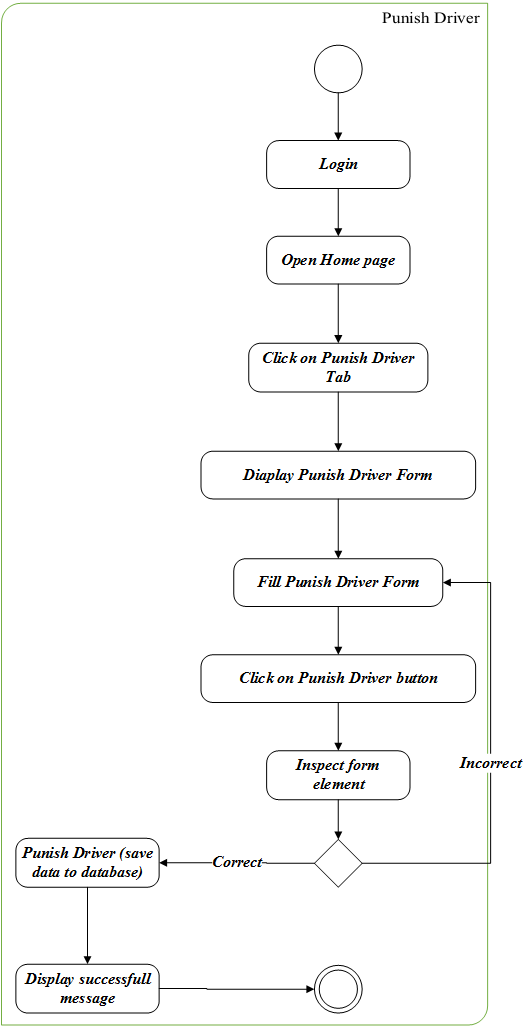 Punish Driver
Login
Open Home page
Click on Punish Driver
Tab
Diaplay Punish Driver Form
Fill Punish Driver Form
Click on Punish Driver button
Inspect form
element
Incorrect
Correct
Punish Driver (save
data to database)
Display successfull
message